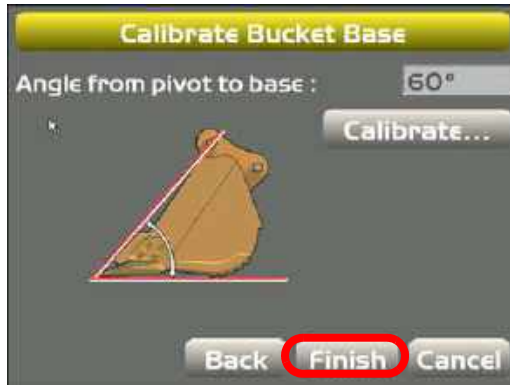 Calibrate Bucket Base
Angle from pivot to base : 60°
Calibrate...
Back Finish Cancel